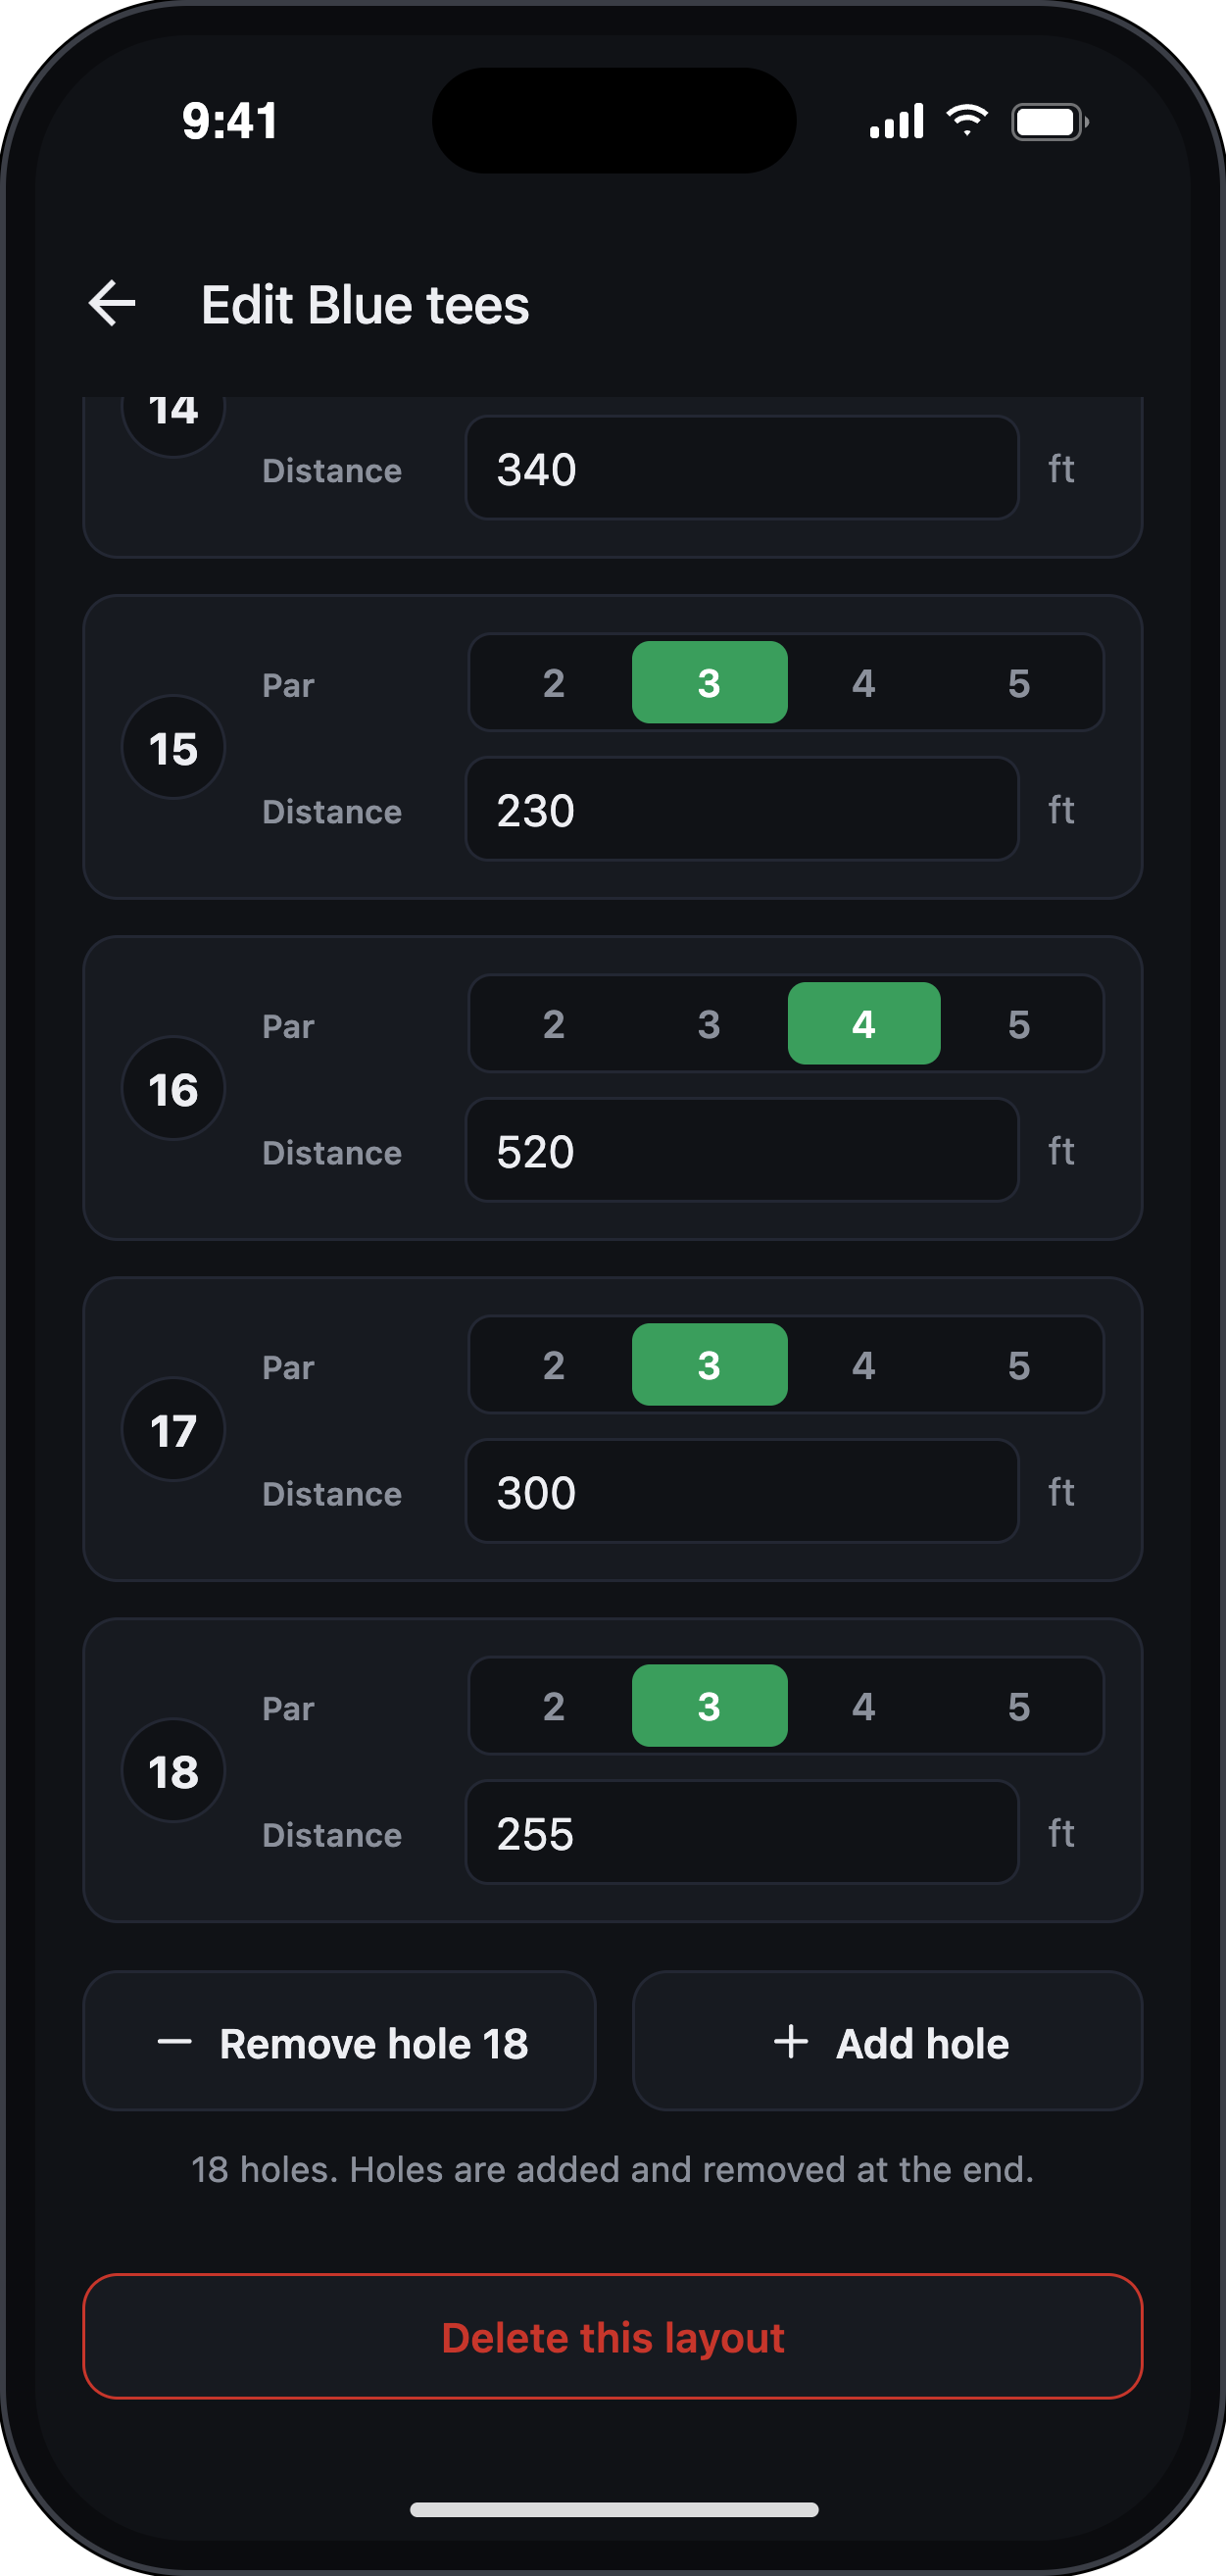 9:41
Edit Blue tees
14
Distance 340 ft
Par 2 3 4 5
15
Distance 230 ft
Par 2 3 4 5
16
Distance 520 ft
Par 2 3 4 5
17
Distance 300 ft
Par 2 3 4 5
18
Distance 255 ft
Remove hole 18
Add hole
18 holes. Holes are added and removed at the end.
Delete this layout